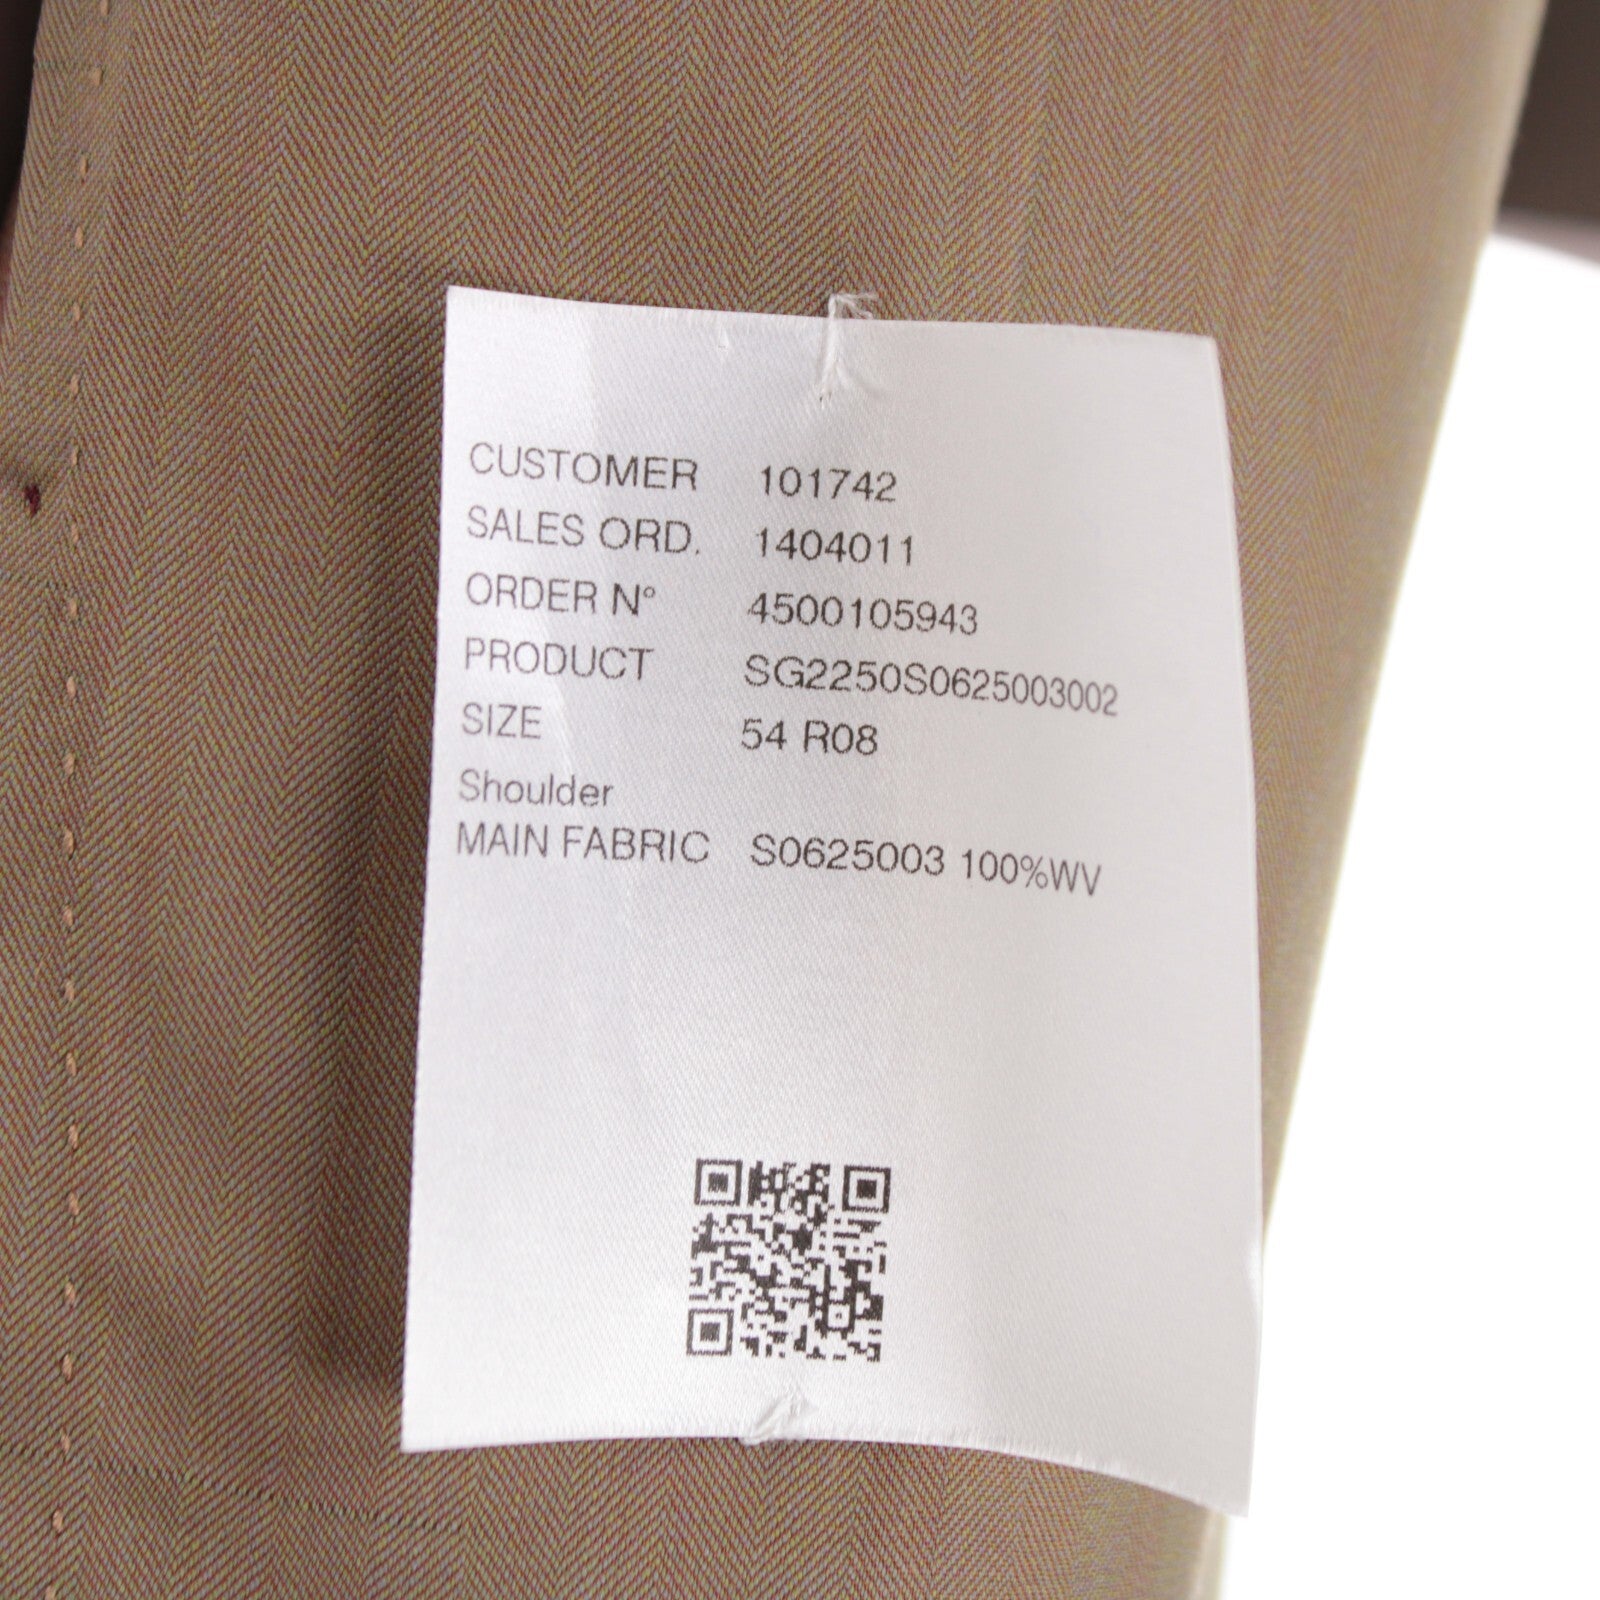 CUSTOMER 101742
SALES ORD. 1404011
ORDER N° 4500105943
PRODUCT SG2250S0625003002
SIZE 54 R08
Shoulder
MAIN FABRIC S0625003 100%WV